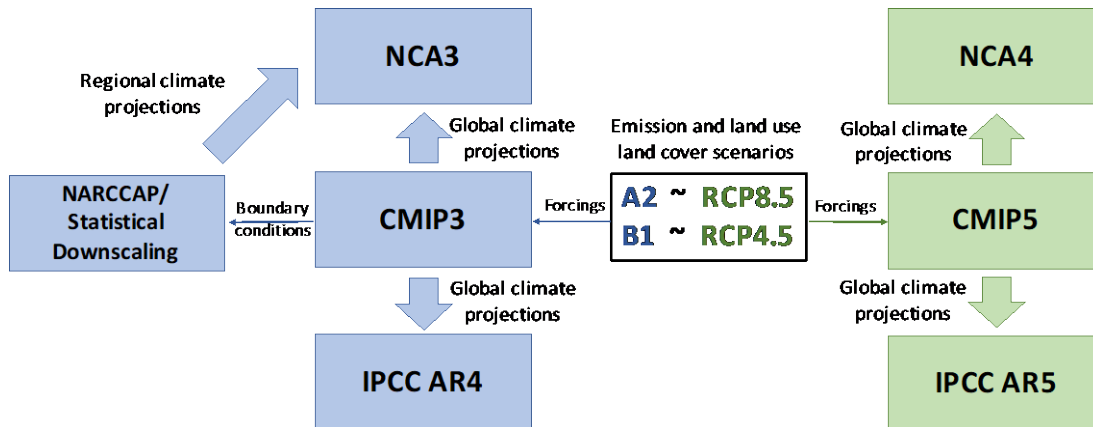 NCA3
NCA4
Regional climate
projections
Global climate
projections
Emission and land use
land cover scenarios
Global climate
projections
NARCCAP/
Statistical
Downscaling
Boundary
conditions
CMIP3
Forcings
A2 ~ RCP8.5
B1 ~ RCP4.5
Forcings
CMIP5
Global climate
projections
Global climate
projections
IPCC AR4
IPCC AR5